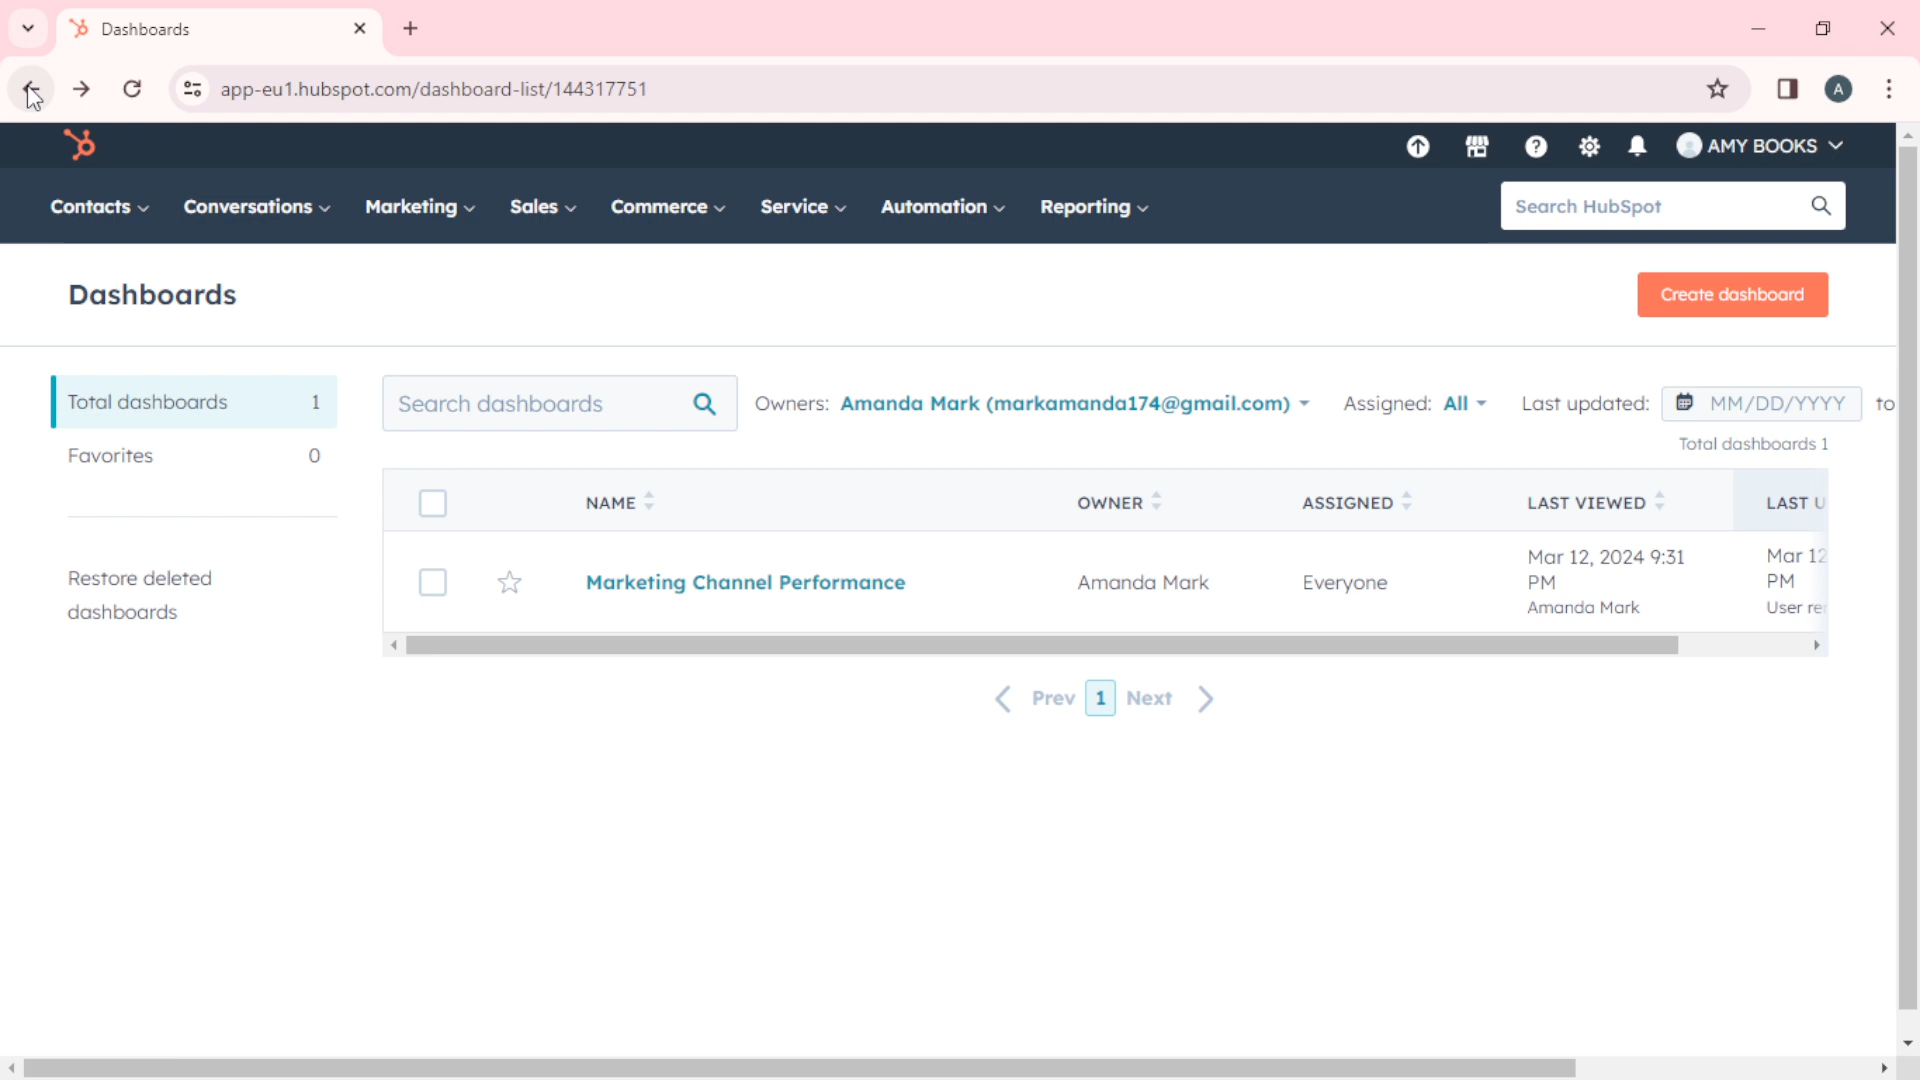 Dashboards
app-eu1.hubspot.com/dashboard-list/144317751
A
AMY BOOKS
Contacts Conversations Marketing Sales Commerce Service Automation Reporting
Search HubSpot
Dashboards
Create dashboard
Total dashboards 1
Favorites 0
Restore deleted
dashboards
Search dashboards
Owners: Amanda Mark (markamanda174@gmail.com) Assigned: All Last updated: MM/DD/YYYY to
Total dashboards 1
NAME OWNER ASSIGNED LAST VIEWED LAST U
Marketing Channel Performance Amanda Mark Everyone
Mar 12, 2024 9:31
PM
Amanda Mark
Mar 12
PM
User re
Prev 1 Next